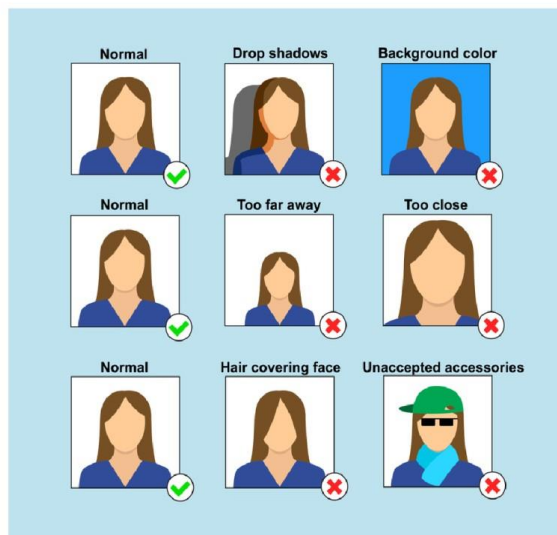 Normal
Drop shadows
Background color
Normal
Too far away
Too close
Normal
Hair covering face
Unaccepted accessories